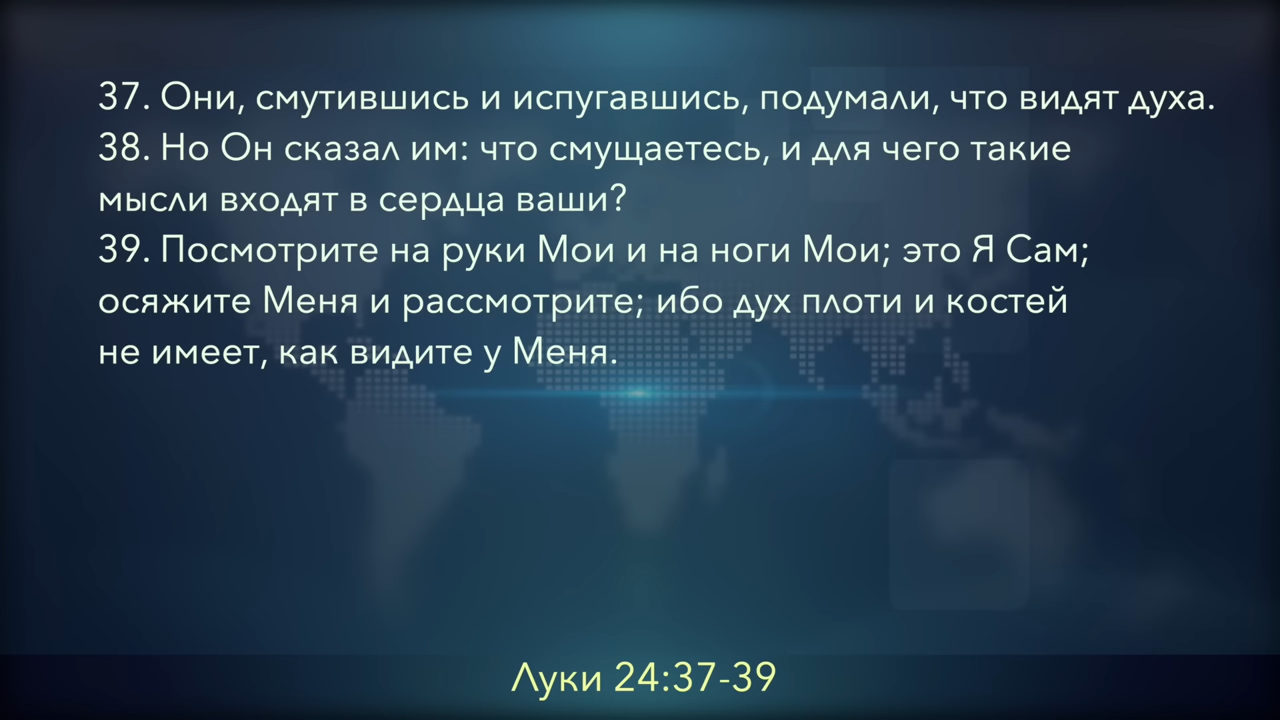 37. Они, смутившись и испугавшись, подумали, что видят духа.
38. Но Он сказал им: что смущаетесь, и для чего такие
мысли входят в сердца ваши?
39. Посмотрите на руки Мои и на ноги Мои; это Я Сам;
осяжите Меня и рассмотрите; ибо дух плоти и костей
не имеет, как видите у Меня.
Луки 24:37-39